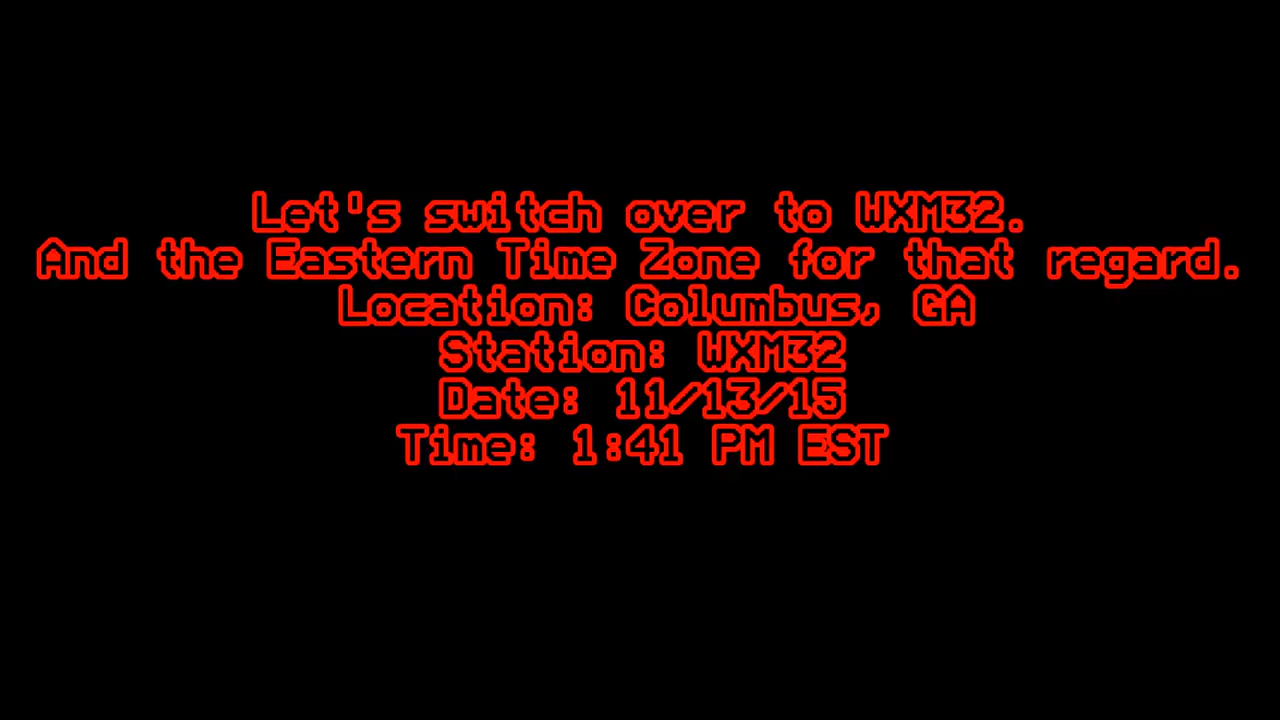 Let's switch over to WXM32.
And the Eastern Time Zone for that regard.
Location: Columbus, GA
Station: WXM32
Date: 11/13/15
Time: 1:41 PM EST